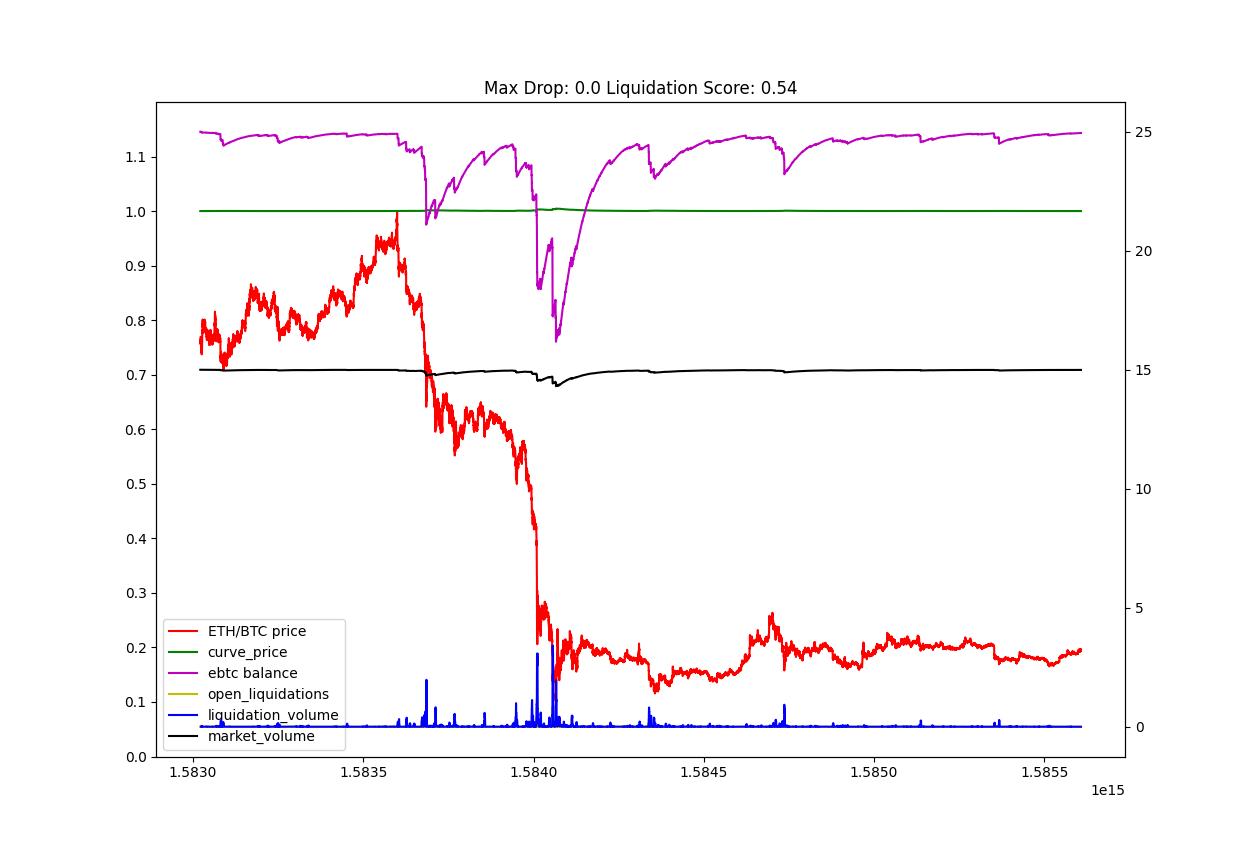 Max Drop: 0.0 Liquidation Score: 0.54
1.1
1.0
0.9
0.8
0.7
0.6
0.5
0.4
0.3
0.2
0.1
0.0
25
20
15
10
5
0
ETH/BTC price
curve_price
ebtc balance
open_liquidations
liquidation_volume
market_volume
1.5830 1.5835 1.5840 1.5845 1.5850 1.5855
1e15